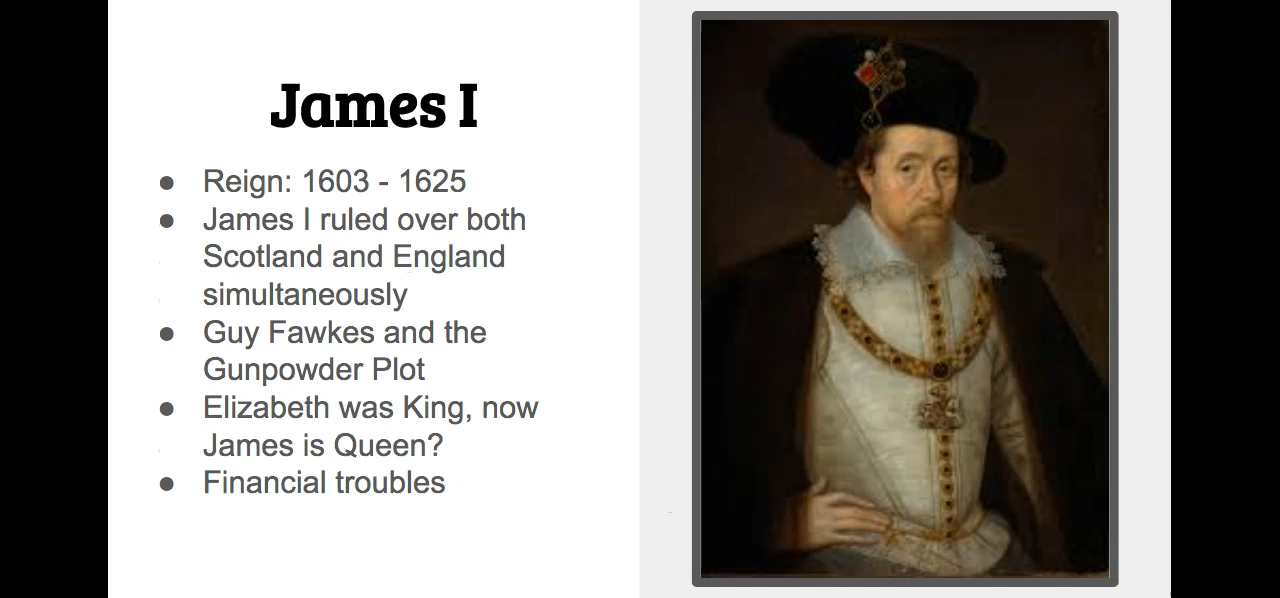 James I
● Reign: 1603 - 1625
● James I ruled over both
Scotland and England
simultaneously
● Guy Fawkes and the
Gunpowder Plot
● Elizabeth was King, now
James is Queen?
● Financial troubles